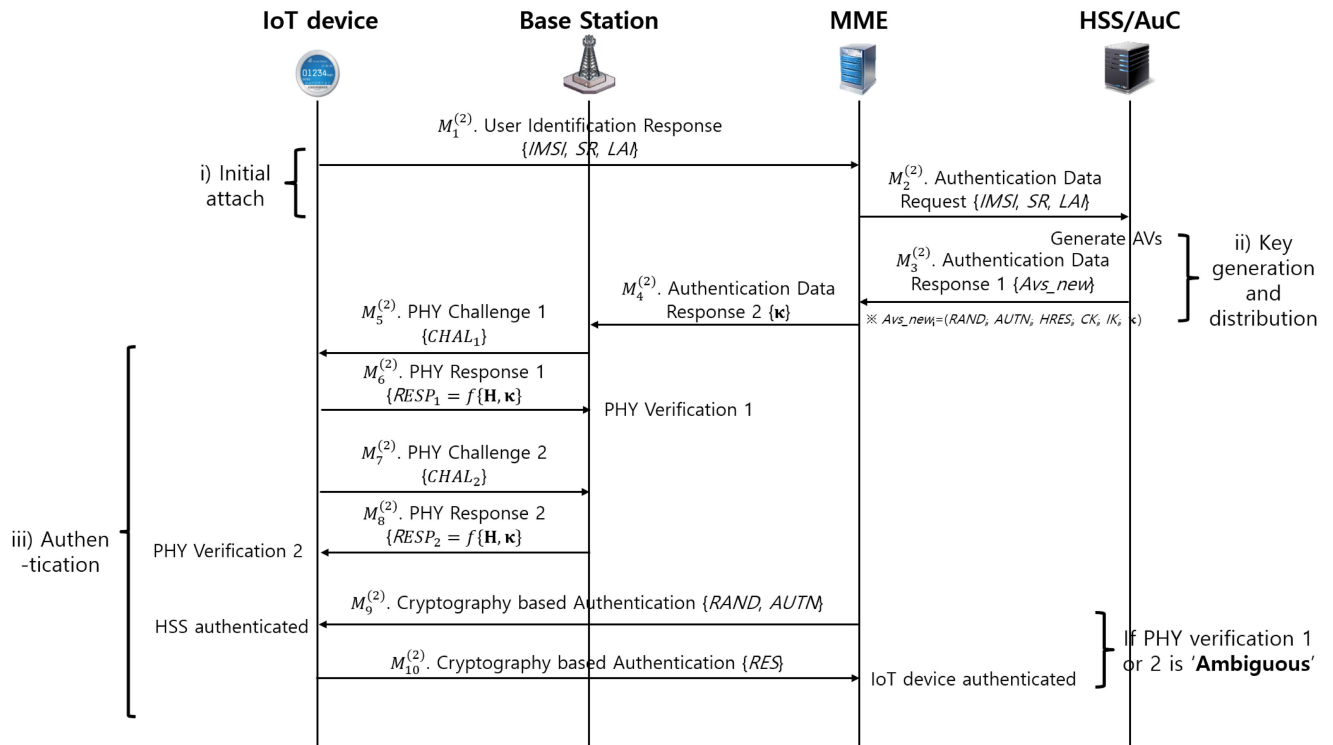 IoT device
Base Station
MME
HSS/AuC
01234
M₁⁽²⁾. User Identification Response
{IMSI, SR, LAI}
i) Initial
attach
M₂⁽²⁾. Authentication Data
Request {IMSI, SR, LAI}
Generate AVs
ii) Key
generation
and
distribution
M₃⁽²⁾. Authentication Data
Response 1 {Avs_new}
M₄⁽²⁾. Authentication Data
Response 2 {κ}
※ Avs_newᵢ=(RANDᵢ, AUTNᵢ, HRESᵢ, CKᵢ, IKᵢ, κ)
M₅⁽²⁾. PHY Challenge 1
{CHAL₁}
M₆⁽²⁾. PHY Response 1
{RESP₁ = f{H, κ}
PHY Verification 1
M₇⁽²⁾. PHY Challenge 2
{CHAL₂}
M₈⁽²⁾. PHY Response 2
{RESP₂ = f{H, κ}
PHY Verification 2
iii) Authen
-tication
M₉⁽²⁾. Cryptography based Authentication {RAND, AUTN}
HSS authenticated
M₁₀⁽²⁾. Cryptography based Authentication {RES}
IoT device authenticated
If PHY verification 1
or 2 is ‘Ambiguous’